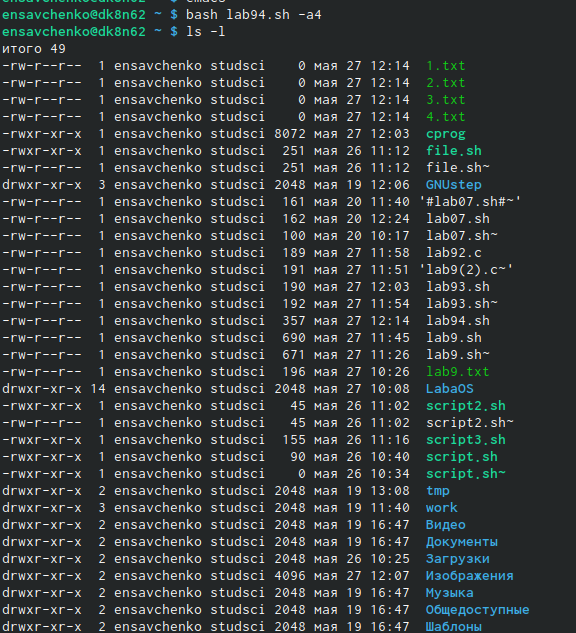 ensavchenko@dk8n62 ~ $ bash lab94.sh -a4
ensavchenko@dk8n62 ~ $ ls -l
итого 49
-rw-r--r--  1 ensavchenko studsci    0 мая 27 12:14  1.txt
-rw-r--r--  1 ensavchenko studsci    0 мая 27 12:14  2.txt
-rw-r--r--  1 ensavchenko studsci    0 мая 27 12:14  3.txt
-rw-r--r--  1 ensavchenko studsci    0 мая 27 12:14  4.txt
-rwxr-xr-x  1 ensavchenko studsci 8072 мая 27 12:03  cprog
-rwxr-xr-x  1 ensavchenko studsci  251 мая 26 11:12  file.sh
-rw-r--r--  1 ensavchenko studsci  251 мая 26 11:12  file.sh~
drwxr-xr-x  3 ensavchenko studsci 2048 мая 19 12:06  GNUstep
-rw-r--r--  1 ensavchenko studsci  161 мая 20 11:40 '#lab07.sh#~'
-rw-r--r--  1 ensavchenko studsci  162 мая 20 12:24  lab07.sh
-rw-r--r--  1 ensavchenko studsci  100 мая 20 10:17  lab07.sh~
-rw-r--r--  1 ensavchenko studsci  189 мая 27 11:58  lab92.c
-rw-r--r--  1 ensavchenko studsci  191 мая 27 11:51 'lab9(2).c~'
-rw-r--r--  1 ensavchenko studsci  190 мая 27 12:03  lab93.sh
-rw-r--r--  1 ensavchenko studsci  192 мая 27 11:54  lab93.sh~
-rw-r--r--  1 ensavchenko studsci  357 мая 27 12:14  lab94.sh
-rw-r--r--  1 ensavchenko studsci  690 мая 27 11:45  lab9.sh
-rw-r--r--  1 ensavchenko studsci  671 мая 27 11:26  lab9.sh~
-rw-r--r--  1 ensavchenko studsci  196 мая 27 10:26  lab9.txt
drwxr-xr-x 14 ensavchenko studsci 2048 мая 27 10:08  LabaOS
-rwxr-xr-x  1 ensavchenko studsci   45 мая 26 11:02  script2.sh
-rw-r--r--  1 ensavchenko studsci   45 мая 26 11:02  script2.sh~
-rwxr-xr-x  1 ensavchenko studsci  155 мая 26 11:16  script3.sh
-rwxr-xr-x  1 ensavchenko studsci   90 мая 26 10:40  script.sh
-rwxr-xr-x  1 ensavchenko studsci    0 мая 26 10:34  script.sh~
drwxr-xr-x  2 ensavchenko studsci 2048 мая 19 13:08  tmp
drwxr-xr-x  3 ensavchenko studsci 2048 мая 19 11:40  work
drwxr-xr-x  2 ensavchenko studsci 2048 мая 19 16:47  Видео
drwxr-xr-x  2 ensavchenko studsci 2048 мая 19 16:47  Документы
drwxr-xr-x  2 ensavchenko studsci 2048 мая 26 10:25  Загрузки
drwxr-xr-x  2 ensavchenko studsci 4096 мая 27 12:07  Изображения
drwxr-xr-x  2 ensavchenko studsci 2048 мая 19 16:47  Музыка
drwxr-xr-x  2 ensavchenko studsci 2048 мая 19 16:47  Общедоступные
drwxr-xr-x  2 ensavchenko studsci 2048 мая 19 16:47  Шаблоны